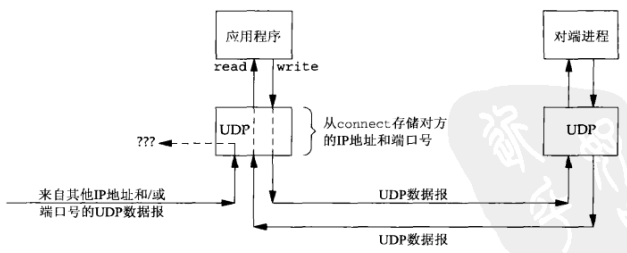 应用程序
对端进程
read
write
UDP
从connect存储对方
的IP地址和端口号
UDP
???
来自其他IP地址和/或
端口号的UDP数据报
UDP数据报
UDP数据报